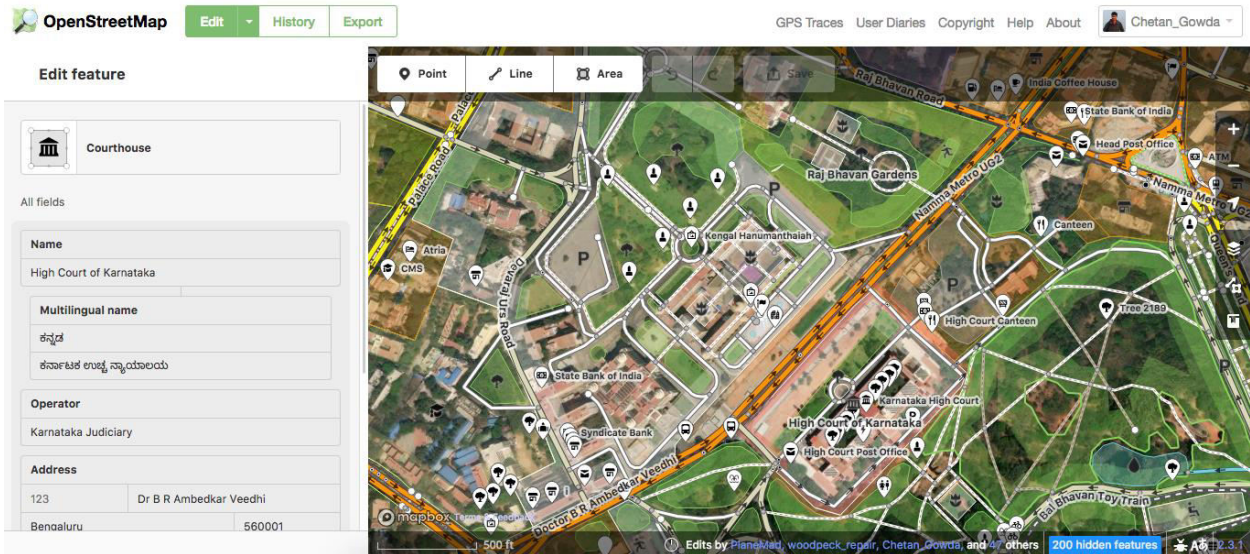 OpenStreetMap
Edit
History
Export
GPS Traces
User Diaries
Copyright
Help
About
Chetan_Gowda
Edit feature
Courthouse
All fields
Name
High Court of Karnataka
Multilingual name
ಕನ್ನಡ
ಕರ್ನಾಟಕ ಉಚ್ಚ ನ್ಯಾಯಾಲಯ
Operator
Karnataka Judiciary
Address
123
Dr B R Ambedkar Veedhi
Bengaluru
560001
Point
Line
Area
Save
Raj Bhavan Road
India Coffee House
State Bank of India
Head Post Office
ATM
Palace Road
Palace Road
Raj Bhavan Gardens
Namma Metro UG2
Namma Metro UG2
Canteen
Kengal Hanumanthaiah
Atria
CMS
P
P
P
P
P
Devaraj Urs Road
High Court Canteen
Tree 2189
State Bank of India
Karnataka High Court
High Court of Karnataka
Syndicate Bank
High Court Post Office
Doctor B R Ambedkar Veedhi
Bal Bhavan Toy Train
mapbox
500 ft
Edits by PlaneMad, woodpeck_repair, Chetan_Gowda, and 47 others
200 hidden features
2.3.1